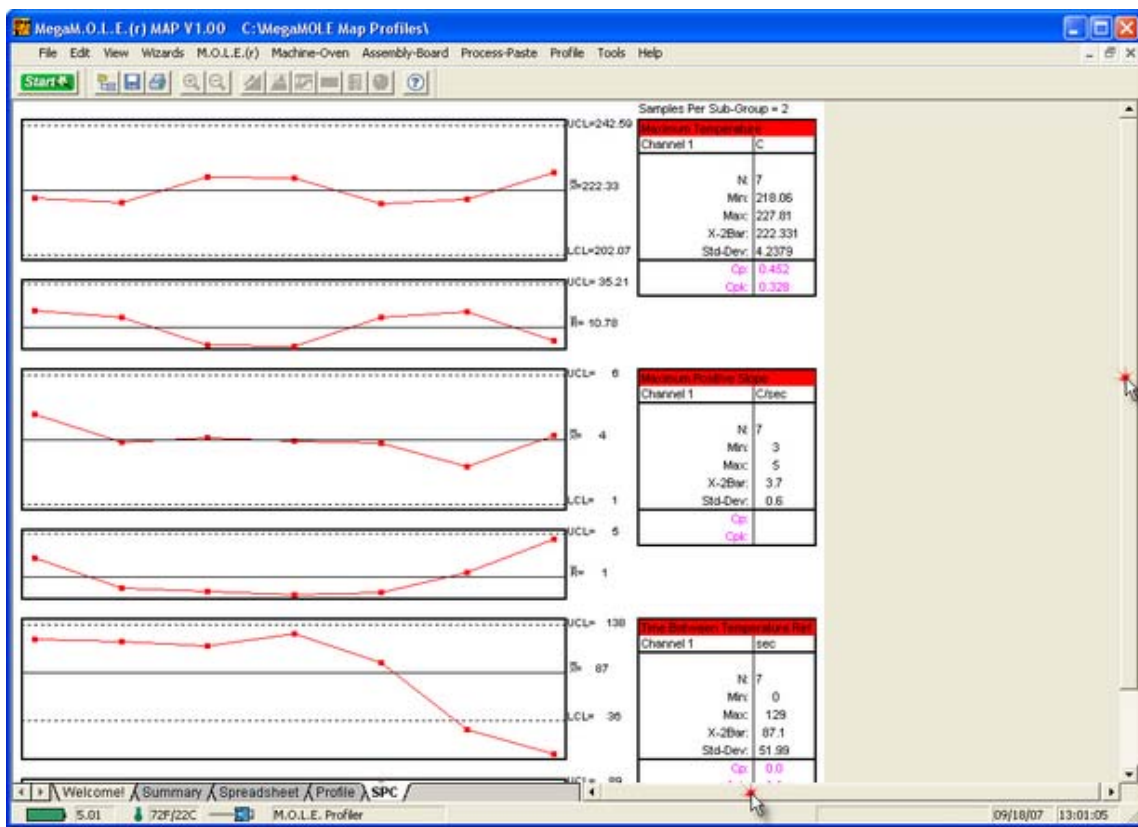 MegaM.O.L.E.(r) MAP V1.00 C:\MegaMOLE Map Profiles\
File Edit View Wizards M.O.L.E.(r) Machine-Oven Assembly-Board Process-Paste Profile Tools Help
Start
Samples Per Sub-Group = 2
UCL=242.59
X=222.33
LCL=202.07
Maximum Temperature
Channel 1 C
N: 7
Min: 218.06
Max: 227.81
X-2Bar: 222.331
Std-Dev: 4.2379
Cp: 0.452
Cpk: 0.328
UCL= 35.21
R= 10.78
UCL= 6
X= 4
LCL= 1
Maximum Positive Slope
Channel 1 C/sec
N: 7
Min: 3
Max: 5
X-2Bar: 3.7
Std-Dev: 0.6
Cp:
Cpk:
UCL= 5
R= 1
UCL= 138
X= 87
LCL= 36
Time Between Temperature Ref
Channel 1 sec
N: 7
Min: 0
Max: 129
X-2Bar: 87.1
Std-Dev: 51.99
Cp: 0.0
UCL= 89
Welcome! Summary Spreadsheet Profile SPC
5.01 72F/22C M.O.L.E. Profiler 09/18/07 13:01:05